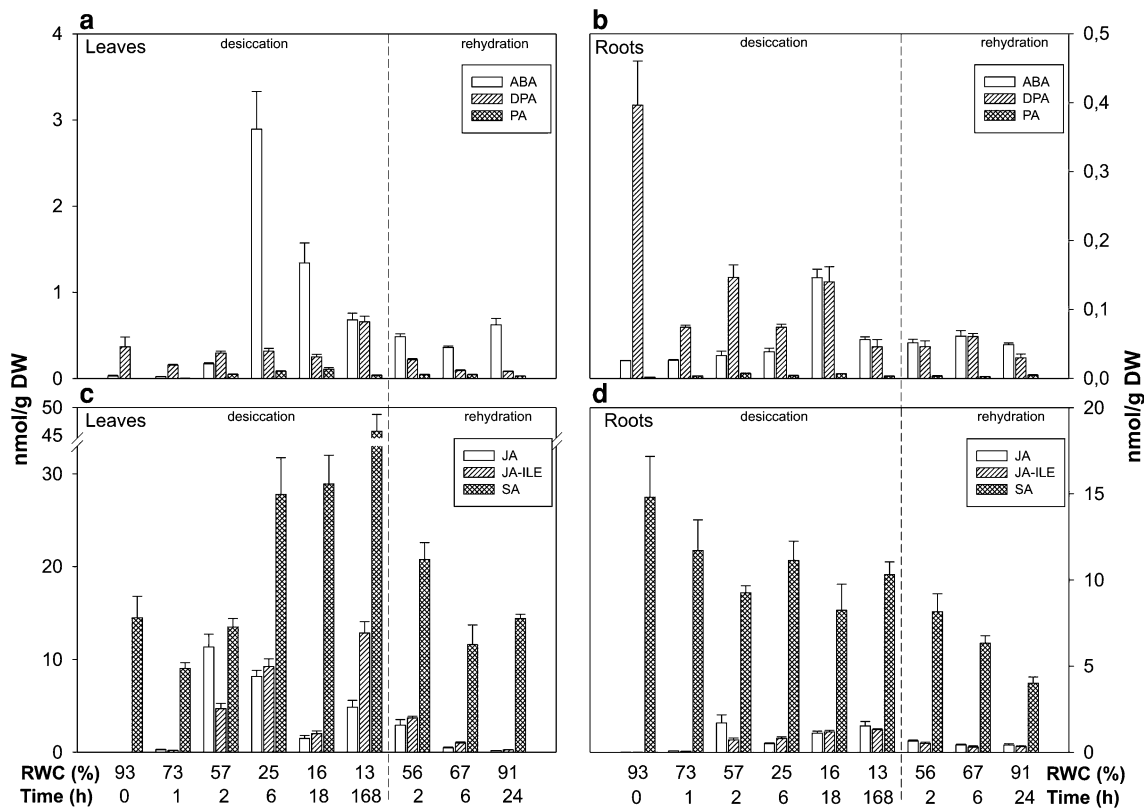 a
b
Leaves
desiccation
rehydration
Roots
desiccation
rehydration
ABA
DPA
PA
ABA
DPA
PA
4
3
2
1
0
0,5
0,4
0,3
0,2
0,1
0,0
nmol/g DW
nmol/g DW
c
d
Leaves
desiccation
rehydration
Roots
desiccation
rehydration
JA
JA-ILE
SA
JA
JA-ILE
SA
50
45
30
20
10
0
20
15
10
5
0
RWC (%) 93 73 57 25 16 13 56 67 91 93 73 57 25 16 13 56 67 91 RWC (%)
Time (h) 0 1 2 6 18 168 2 6 24 0 1 2 6 18 168 2 6 24 Time (h)